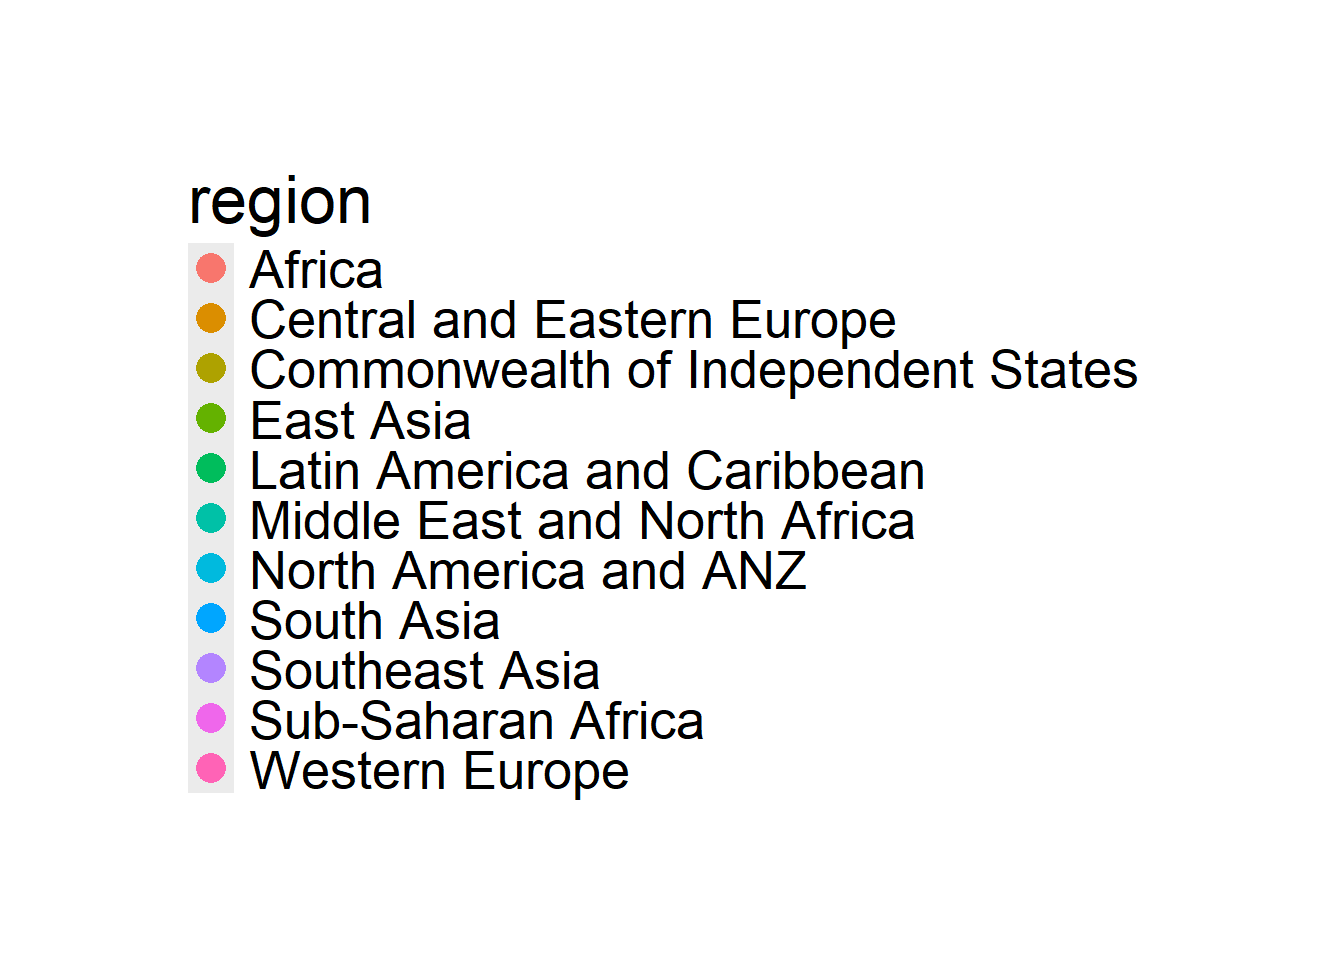 region
Africa
Central and Eastern Europe
Commonwealth of Independent States
East Asia
Latin America and Caribbean
Middle East and North Africa
North America and ANZ
South Asia
Southeast Asia
Sub-Saharan Africa
Western Europe